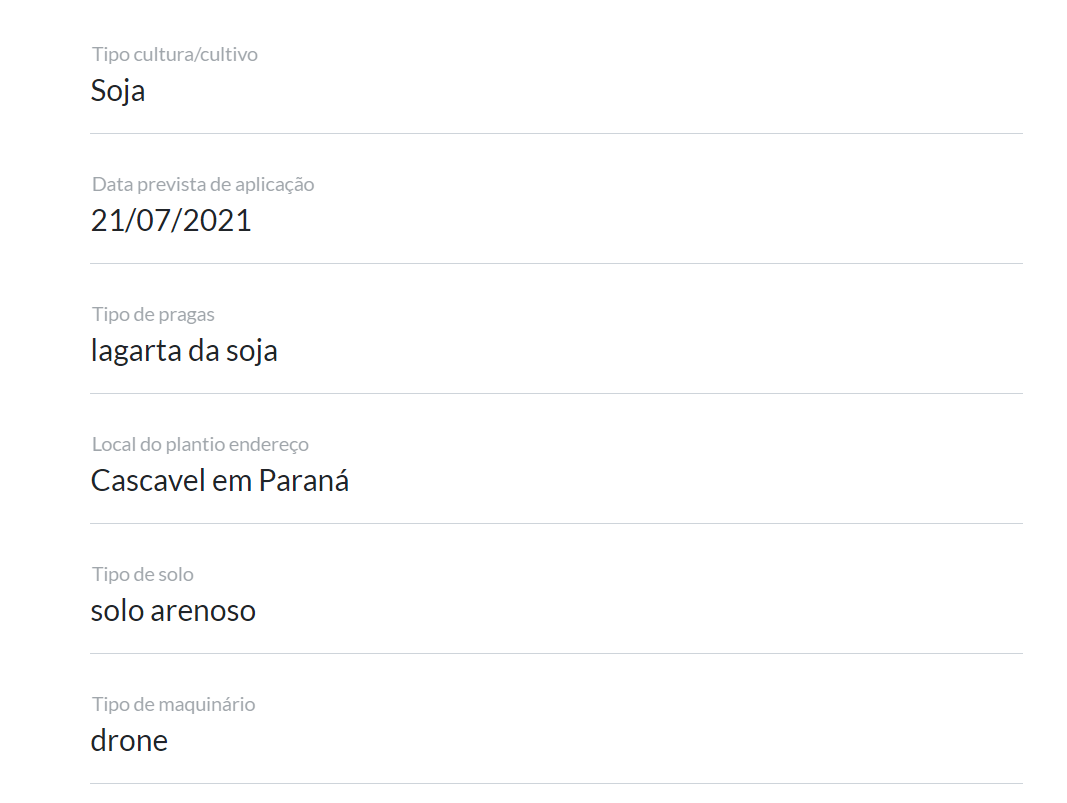 Tipo cultura/cultivo
Soja
Data prevista de aplicação
21/07/2021
Tipo de pragas
lagarta da soja
Local do plantio endereço
Cascavel em Paraná
Tipo de solo
solo arenoso
Tipo de maquinário
drone